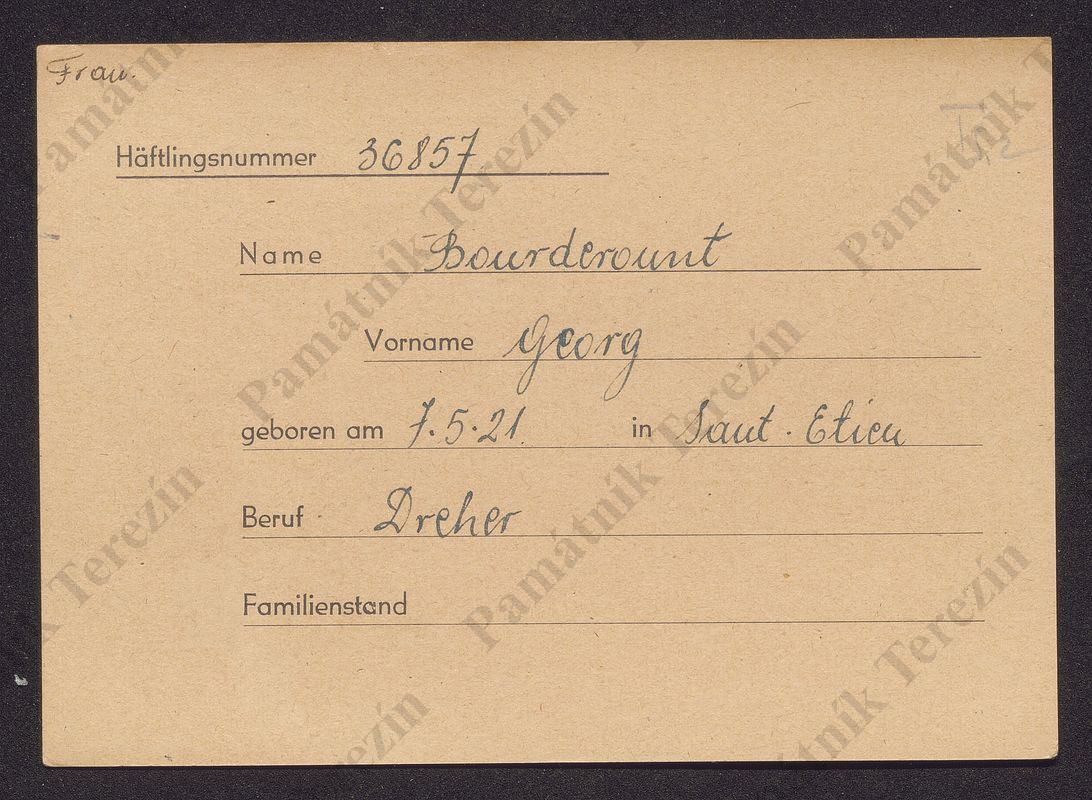 Frau.
Häftlingsnummer 36857
Name Bourderount
Vorname Georg
geboren am 7.5.21. in Saut. Etieu
Beruf Dreher
Familienstand
Památník Terezín